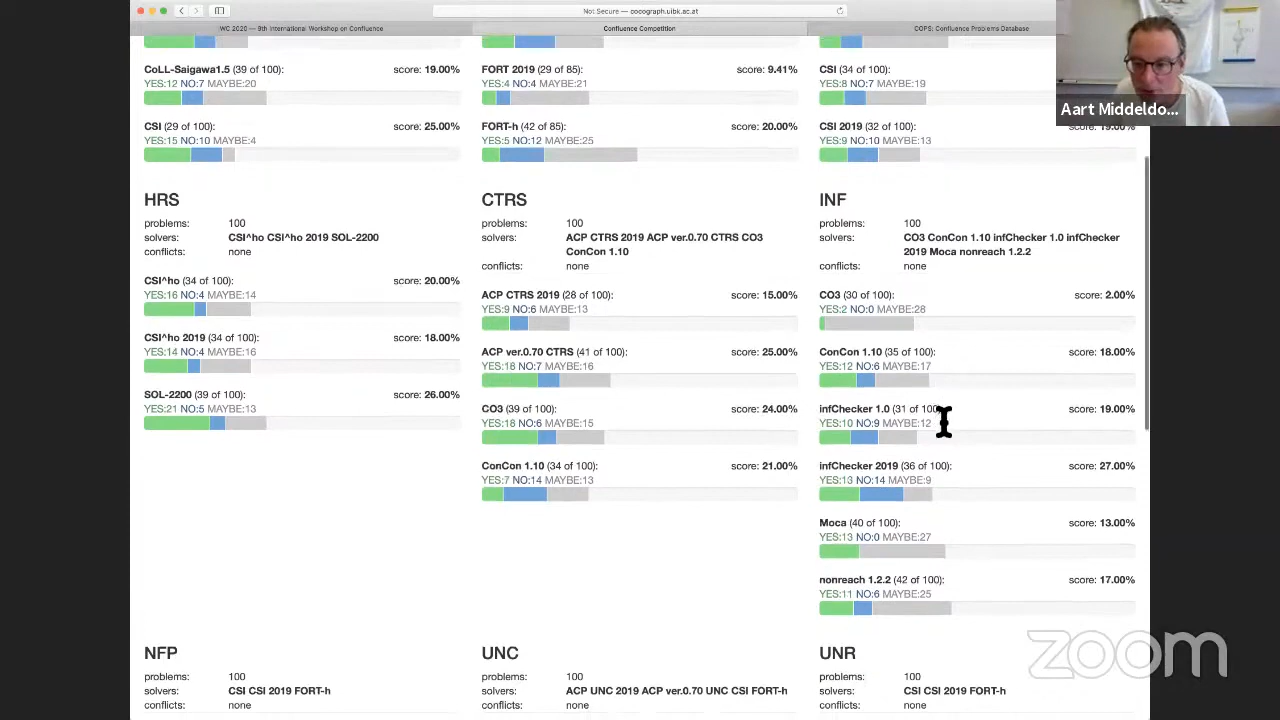 Not Secure — cocograph.uibk.ac.at
IWC 2020 — 9th International Workshop on Confluence
Confluence Competition
COPS: Confluence Problems Database
CoLL-Saigawa1.5 (39 of 100):
score: 19.00%
YES:12 NO:7 MAYBE:20
CSI (29 of 100):
score: 25.00%
YES:15 NO:10 MAYBE:4
FORT 2019 (29 of 85):
score: 9.41%
YES:4 NO:4 MAYBE:21
FORT-h (42 of 85):
score: 20.00%
YES:5 NO:12 MAYBE:25
CSI (34 of 100):
YES:8 NO:7 MAYBE:19
CSI 2019 (32 of 100):
score: 19.00%
YES:9 NO:10 MAYBE:13
Aart Middeldo...
HRS
problems: 100
solvers: CSI^ho CSI^ho 2019 SOL-2200
conflicts: none
CSI^ho (34 of 100):
score: 20.00%
YES:16 NO:4 MAYBE:14
CSI^ho 2019 (34 of 100):
score: 18.00%
YES:14 NO:4 MAYBE:16
SOL-2200 (39 of 100):
score: 26.00%
YES:21 NO:5 MAYBE:13
CTRS
problems: 100
solvers: ACP CTRS 2019 ACP ver.0.70 CTRS CO3
ConCon 1.10
conflicts: none
ACP CTRS 2019 (28 of 100):
score: 15.00%
YES:9 NO:6 MAYBE:13
ACP ver.0.70 CTRS (41 of 100):
score: 25.00%
YES:18 NO:7 MAYBE:16
CO3 (39 of 100):
score: 24.00%
YES:18 NO:6 MAYBE:15
ConCon 1.10 (34 of 100):
score: 21.00%
YES:7 NO:14 MAYBE:13
INF
problems: 100
solvers: CO3 ConCon 1.10 infChecker 1.0 infChecker
2019 Moca nonreach 1.2.2
conflicts: none
CO3 (30 of 100):
score: 2.00%
YES:2 NO:0 MAYBE:28
ConCon 1.10 (35 of 100):
score: 18.00%
YES:12 NO:6 MAYBE:17
infChecker 1.0 (31 of 100
score: 19.00%
YES:10 NO:9 MAYBE:12
infChecker 2019 (36 of 100):
score: 27.00%
YES:13 NO:14 MAYBE:9
Moca (40 of 100):
score: 13.00%
YES:13 NO:0 MAYBE:27
nonreach 1.2.2 (42 of 100):
score: 17.00%
YES:11 NO:6 MAYBE:25
NFP
problems: 100
solvers: CSI CSI 2019 FORT-h
conflicts: none
UNC
problems: 100
solvers: ACP UNC 2019 ACP ver.0.70 UNC CSI FORT-h
conflicts: none
UNR
problems: 100
solvers: CSI CSI 2019 FORT-h
conflicts: none
zoom